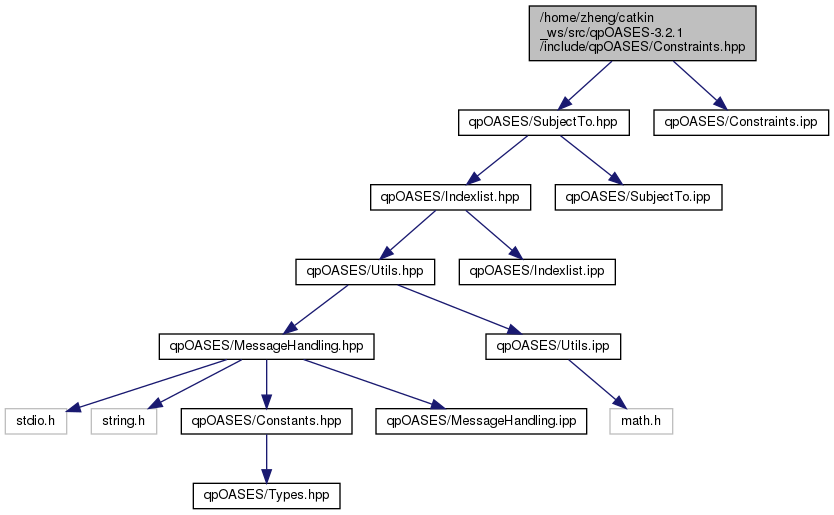 /home/zheng/catkin
_ws/src/qpOASES-3.2.1
/include/qpOASES/Constraints.hpp
qpOASES/SubjectTo.hpp
qpOASES/Constraints.ipp
qpOASES/Indexlist.hpp
qpOASES/SubjectTo.ipp
qpOASES/Utils.hpp
qpOASES/Indexlist.ipp
qpOASES/MessageHandling.hpp
qpOASES/Utils.ipp
stdio.h
string.h
qpOASES/Constants.hpp
qpOASES/MessageHandling.ipp
math.h
qpOASES/Types.hpp